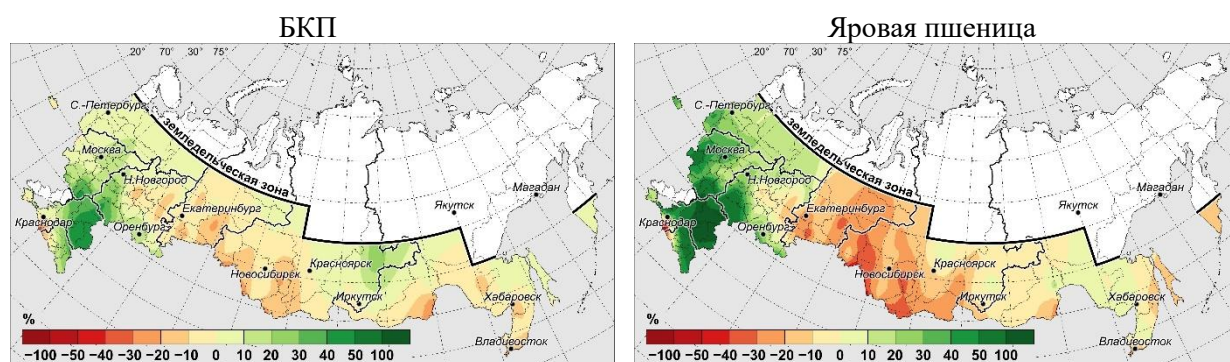 БКП
20° 70° 30° 75°
С.-Петербург
земледельческая зона
Москва
Н.Новгород
Магадан
Якутск
Краснодар
Екатеринбург
Оренбург
Новосибирск
Красноярск
Иркутск
Хабаровск
Владивосток
%
−100 −50 −40 −30 −20 −10 0 10 20 30 40 50 100
Яровая пшеница
20° 70° 30° 75°
С.-Петербург
земледельческая зона
Москва
Н.Новгород
Магадан
Якутск
Краснодар
Екатеринбург
Оренбург
Новосибирск
Красноярск
Иркутск
Хабаровск
Владивосток
%
−100 −50 −40 −30 −20 −10 0 10 20 30 40 50 100